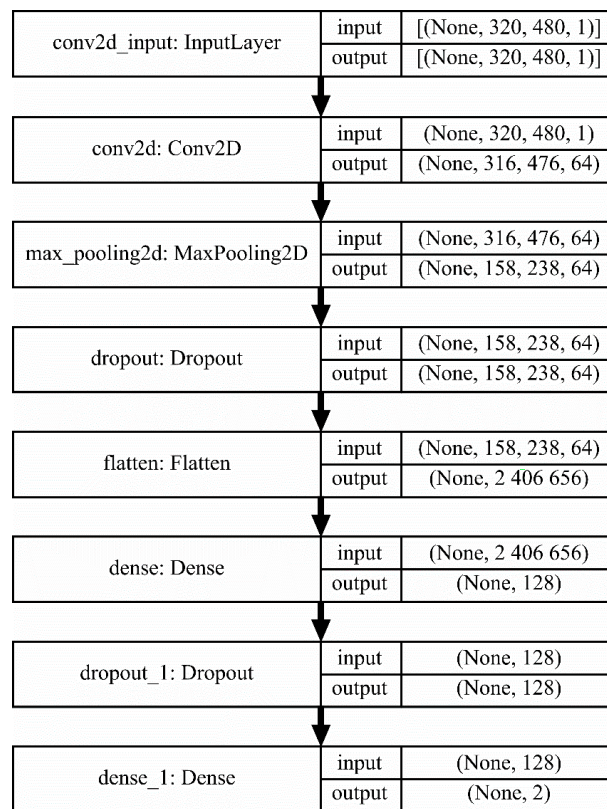 conv2d_input: InputLayer
input
[(None, 320, 480, 1)]
output
[(None, 320, 480, 1)]
conv2d: Conv2D
input
(None, 320, 480, 1)
output
(None, 316, 476, 64)
max_pooling2d: MaxPooling2D
input
(None, 316, 476, 64)
output
(None, 158, 238, 64)
dropout: Dropout
input
(None, 158, 238, 64)
output
(None, 158, 238, 64)
flatten: Flatten
input
(None, 158, 238, 64)
output
(None, 2 406 656)
dense: Dense
input
(None, 2 406 656)
output
(None, 128)
dropout_1: Dropout
input
(None, 128)
output
(None, 128)
dense_1: Dense
input
(None, 128)
output
(None, 2)